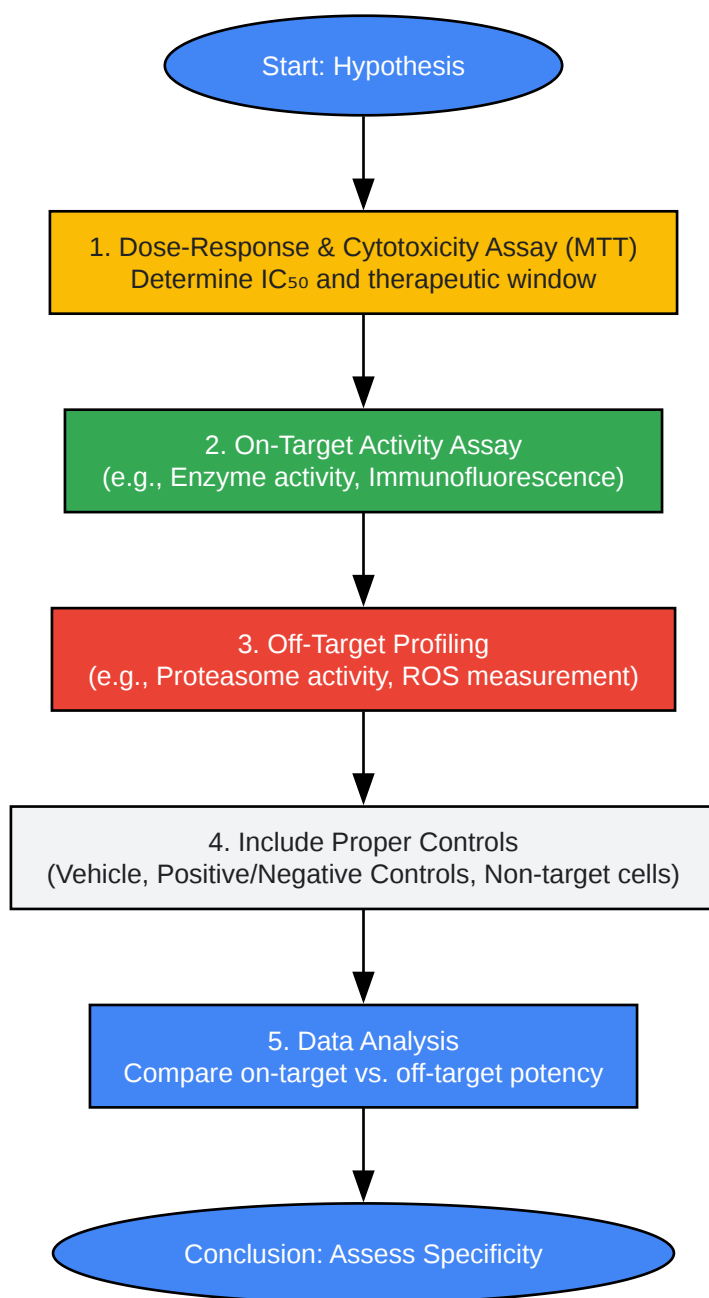 Start: Hypothesis
1. Dose-Response & Cytotoxicity Assay (MTT)
Determine IC₅₀ and therapeutic window
2. On-Target Activity Assay
(e.g., Enzyme activity, Immunofluorescence)
3. Off-Target Profiling
(e.g., Proteasome activity, ROS measurement)
4. Include Proper Controls
(Vehicle, Positive/Negative Controls, Non-target cells)
5. Data Analysis
Compare on-target vs. off-target potency
Conclusion: Assess Specificity